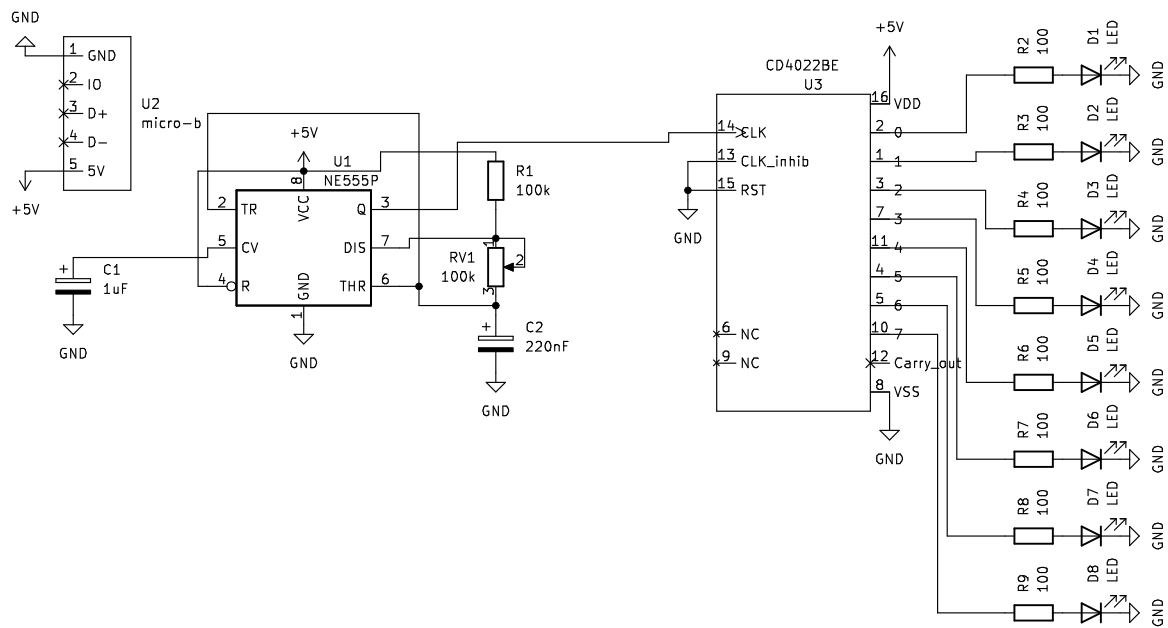 GND
1 GND
2 IO
3 D+
4 D-
5 5V
U2
micro-b
+5V
+5V
U1
NE555P
8
VCC
2 TR
Q 3
5 CV
DIS 7
4 R
THR 6
GND
1
GND
+
C1
1uF
GND
R1
100k
RV1
100k
1
2
3
+
C2
220nF
GND
CD4022BE
U3
+5V
14 CLK
13 CLK_inhib
15 RST
GND
6 NC
9 NC
16 VDD
2 0
1 1
3 2
7 3
11 4
4 5
5 6
10 7
12 Carry_out
8 VSS
GND
R2
100
D1
LED
GND
R3
100
D2
LED
GND
R4
100
D3
LED
GND
R5
100
D4
LED
GND
R6
100
D5
LED
GND
R7
100
D6
LED
GND
R8
100
D7
LED
GND
R9
100
D8
LED
GND